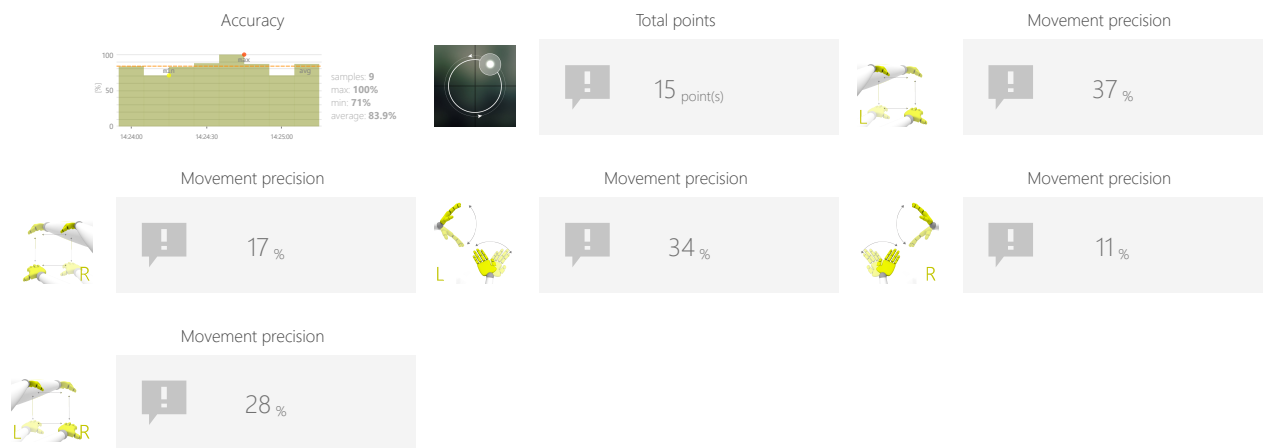 Accuracy
100
50
0
(%)
min
max
avg
14:24:00
14:24:30
14:25:00
samples: 9
max: 100%
min: 71%
average: 83.9%
Total points
15 point(s)
Movement precision
L
37 %
Movement precision
R
17 %
Movement precision
L
34 %
Movement precision
R
11 %
Movement precision
L R
28 %